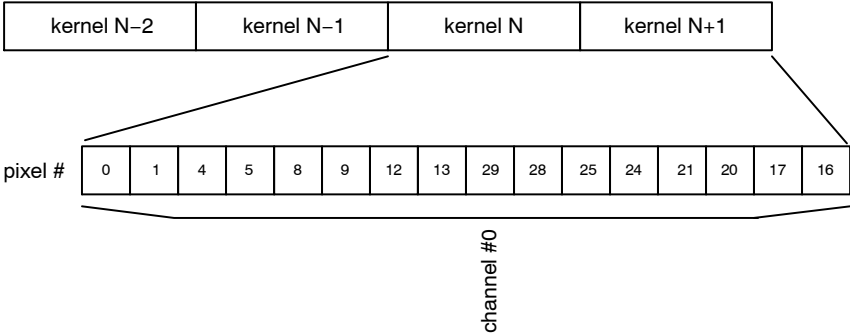 kernel N−2 kernel N−1 kernel N kernel N+1
pixel # 0 1 4 5 8 9 12 13 29 28 25 24 21 20 17 16
channel #0